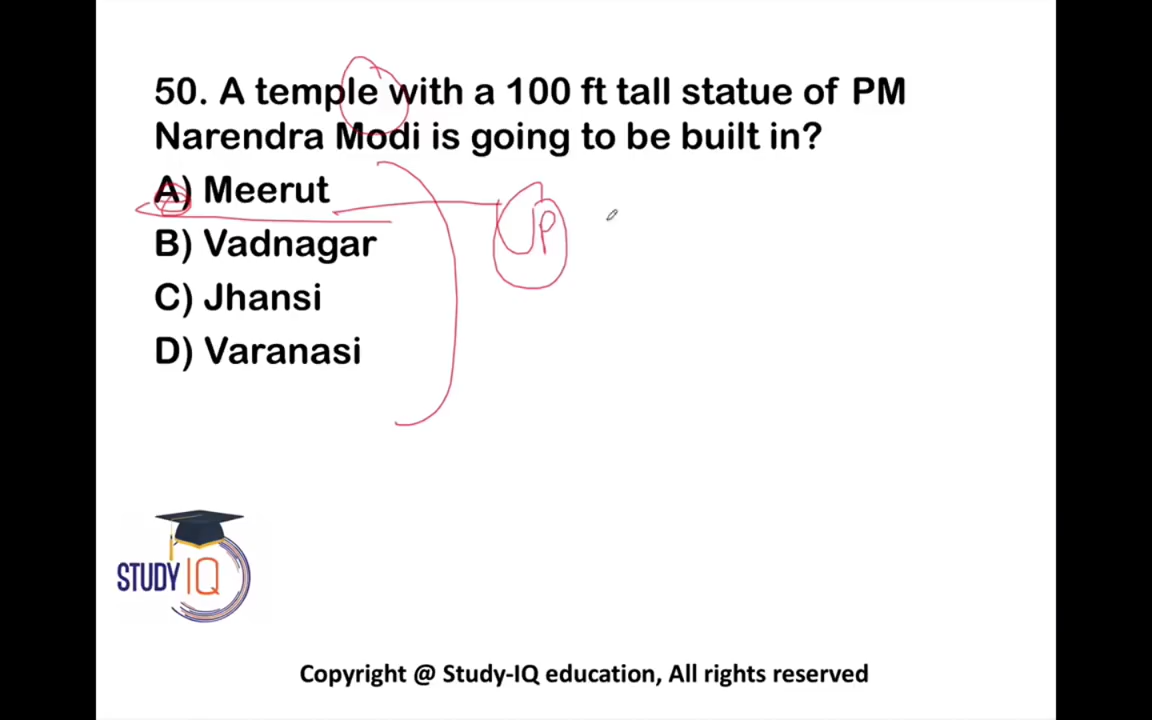 50. A temple with a 100 ft tall statue of PM
Narendra Modi is going to be built in?
A) Meerut
UP
B) Vadnagar
C) Jhansi
D) Varanasi
STUDY IQ
Copyright @ Study-IQ education, All rights reserved